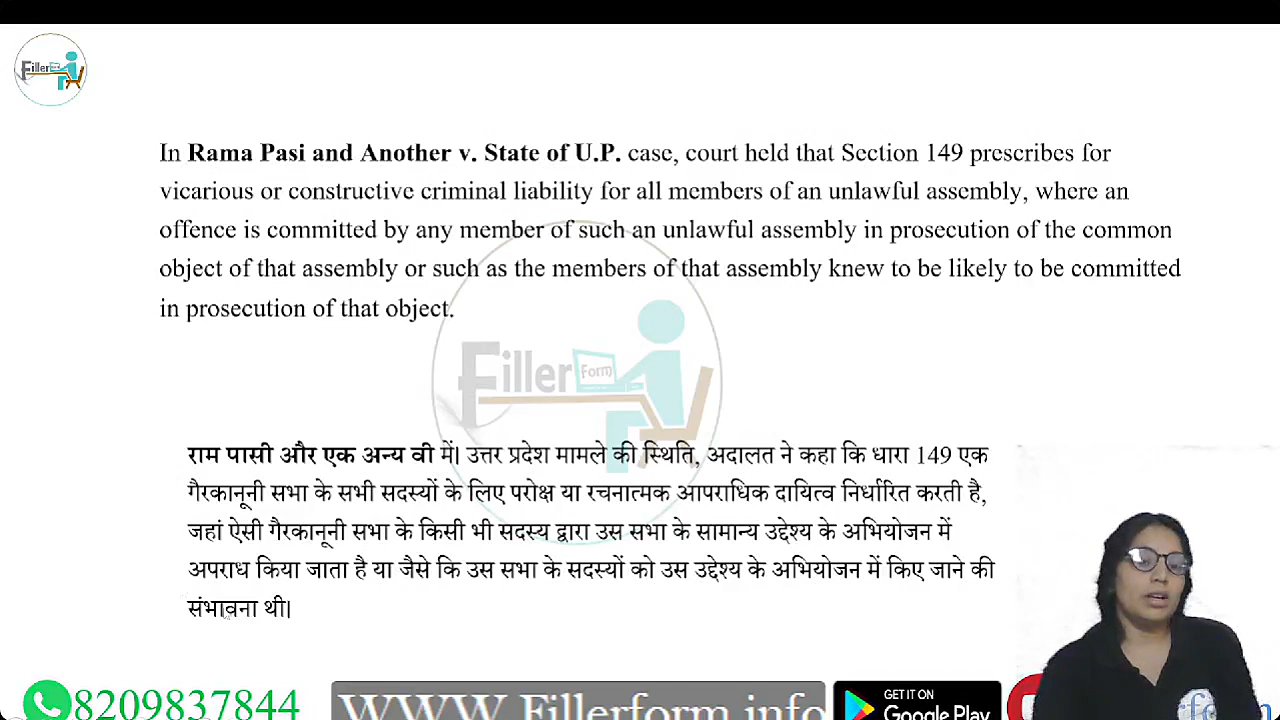 Filler
In Rama Pasi and Another v. State of U.P. case, court held that Section 149 prescribes for
vicarious or constructive criminal liability for all members of an unlawful assembly, where an
offence is committed by any member of such an unlawful assembly in prosecution of the common
object of that assembly or such as the members of that assembly knew to be likely to be committed
in prosecution of that object.
Filler Form
राम पासी और एक अन्य वी में। उत्तर प्रदेश मामले की स्थिति, अदालत ने कहा कि धारा 149 एक
गैरकानूनी सभा के सभी सदस्यों के लिए परोक्ष या रचनात्मक आपराधिक दायित्व निर्धारित करती है,
जहां ऐसी गैरकानूनी सभा के किसी भी सदस्य द्वारा उस सभा के सामान्य उद्देश्य के अभियोजन में
अपराध किया जाता है या जैसे कि उस सभा के सदस्यों को उस उद्देश्य के अभियोजन में किए जाने की
संभावना थी।
8209837844
WWW.Fillerform.info
GET IT ON
Google Play